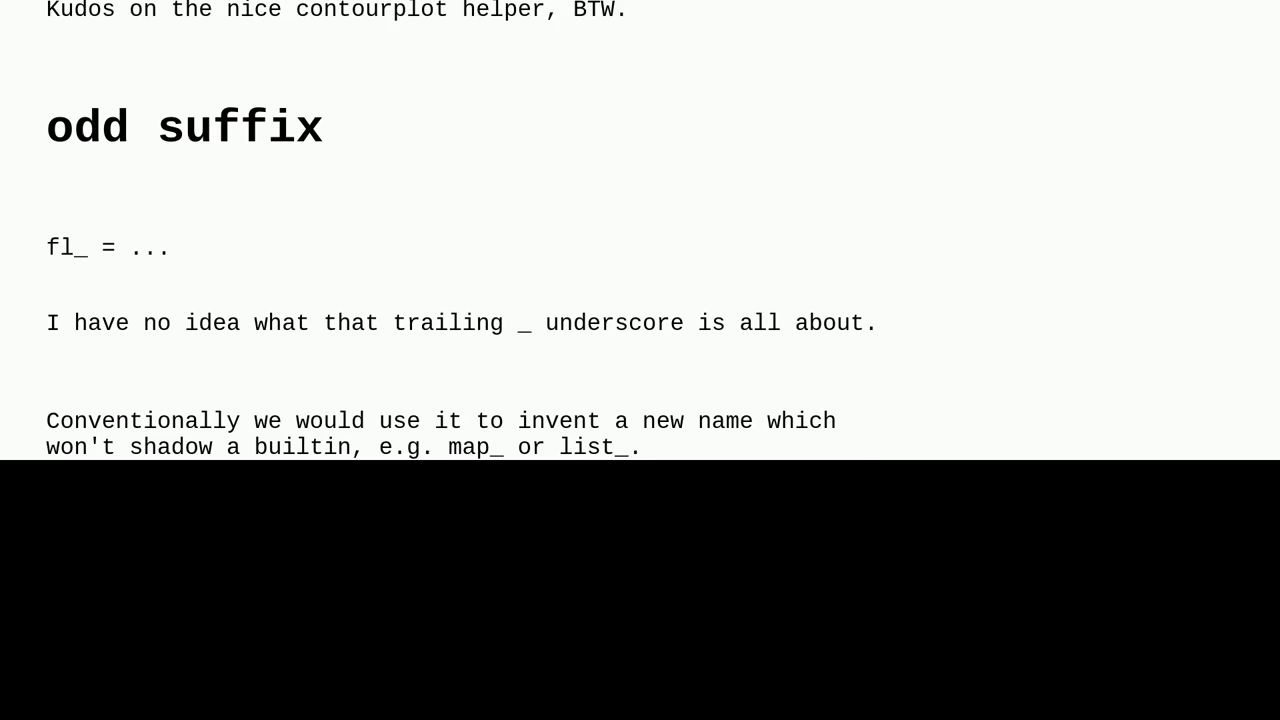 Kudos on the nice contourplot helper, BTW.
odd suffix
fl_ = ...
I have no idea what that trailing _ underscore is all about.
Conventionally we would use it to invent a new name which
won't shadow a builtin, e.g. map_ or list_.